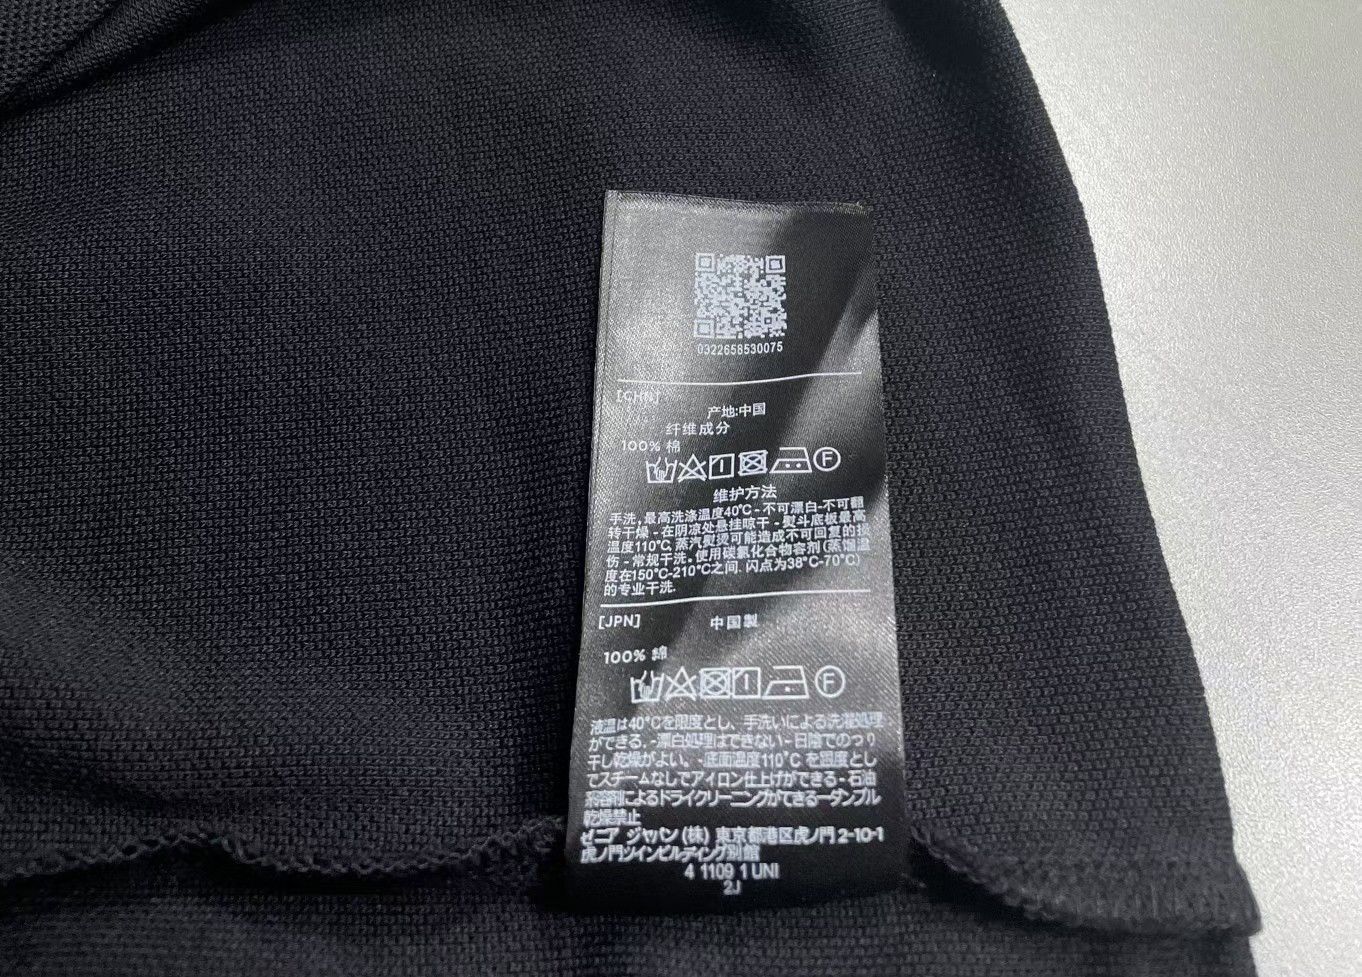 0322658530075
[CHN]
产地:中国
纤维成分
100% 棉
F
维护方法
手洗,最高洗涤温度40℃-不可漂白-不可翻
转干燥-在阴凉处悬挂晾干-熨斗底板最高
温度110℃,蒸汽熨烫可能造成不可回复的损
伤-常规干洗。使用碳氯化合物容剂(蒸馏温
度在150℃-210℃之间.闪点为38℃-70℃)
的专业干洗.
[JPN]
中国製
100% 綿
F
液温は40℃を限度とし、手洗いによる洗濯処理
ができる.-漂白処理はできない-日陰でのつり
干し乾燥がよい。-底面温度110℃を限度とし
てスチームなしでアイロン仕上げができる-石油
系溶剤によるドライクリーニングができるータンブル
乾燥禁止
ゼニア ジャパン(株) 東京都港区虎ノ門2-10-1
虎ノ門ツインビルディング別館
4 1109 1 UNI
2J